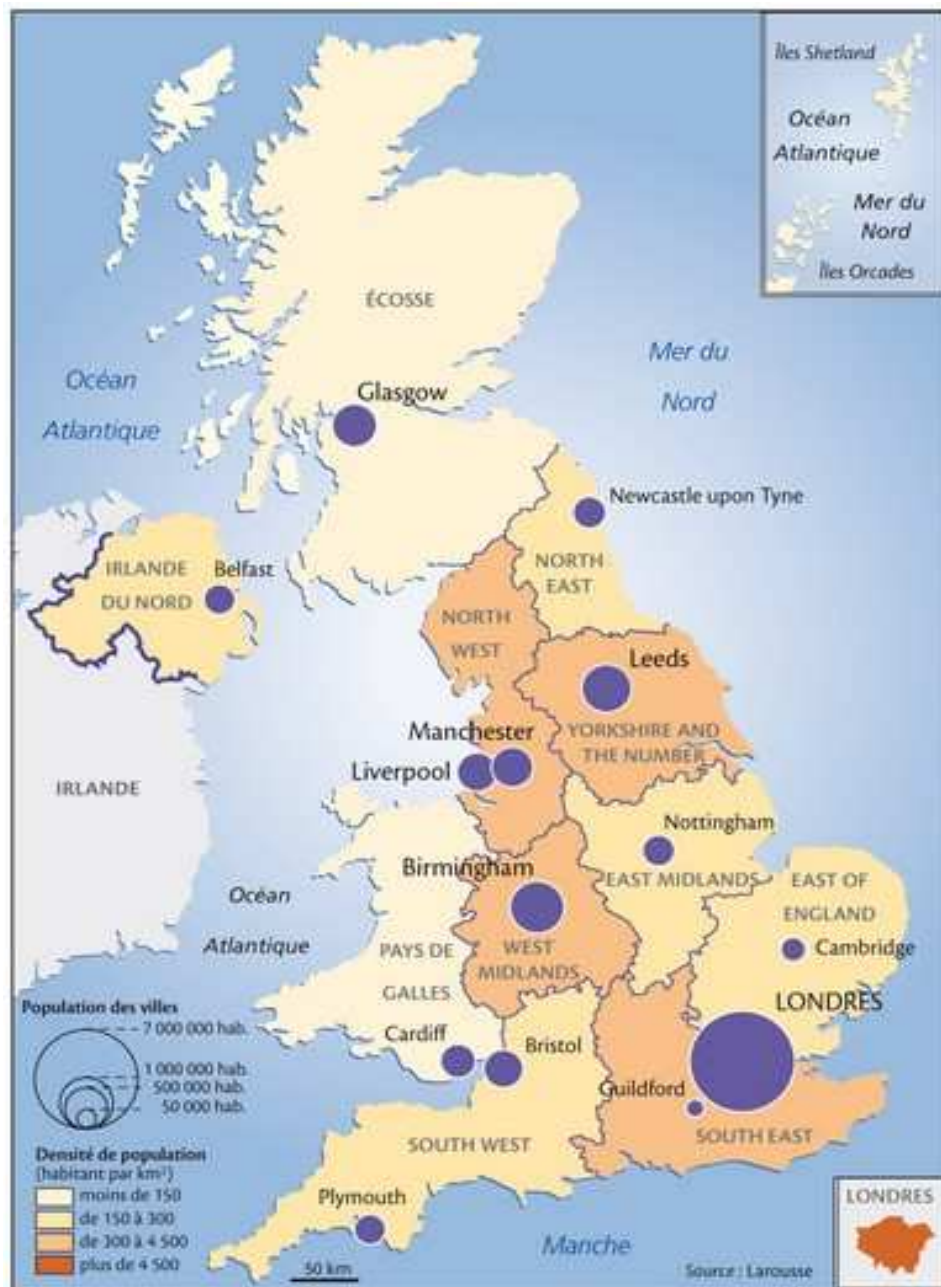 Îles Shetland
Océan
Atlantique
Mer du
Nord
Îles Orcades
ÉCOSSE
Mer du
Nord
Océan
Atlantique
Glasgow
Newcastle upon Tyne
NORTH
EAST
IRLANDE
DU NORD
Belfast
NORTH
WEST
Leeds
YORKSHIRE AND
THE NUMBER
Manchester
Liverpool
IRLANDE
Nottingham
EAST MIDLANDS
Birmingham
WEST
MIDLANDS
EAST OF
ENGLAND
Cambridge
Océan
Atlantique
PAYS DE
GALLES
LONDRES
Cardiff
Bristol
Guildford
SOUTH EAST
SOUTH WEST
Plymouth
Manche
Population des villes
7 000 000 hab.
1 000 000 hab.
500 000 hab.
50 000 hab.
Densité de population
(habitant par km²)
moins de 150
de 150 à 300
de 300 à 4 500
plus de 4 500
50 km
LONDRES
Source : Larousse